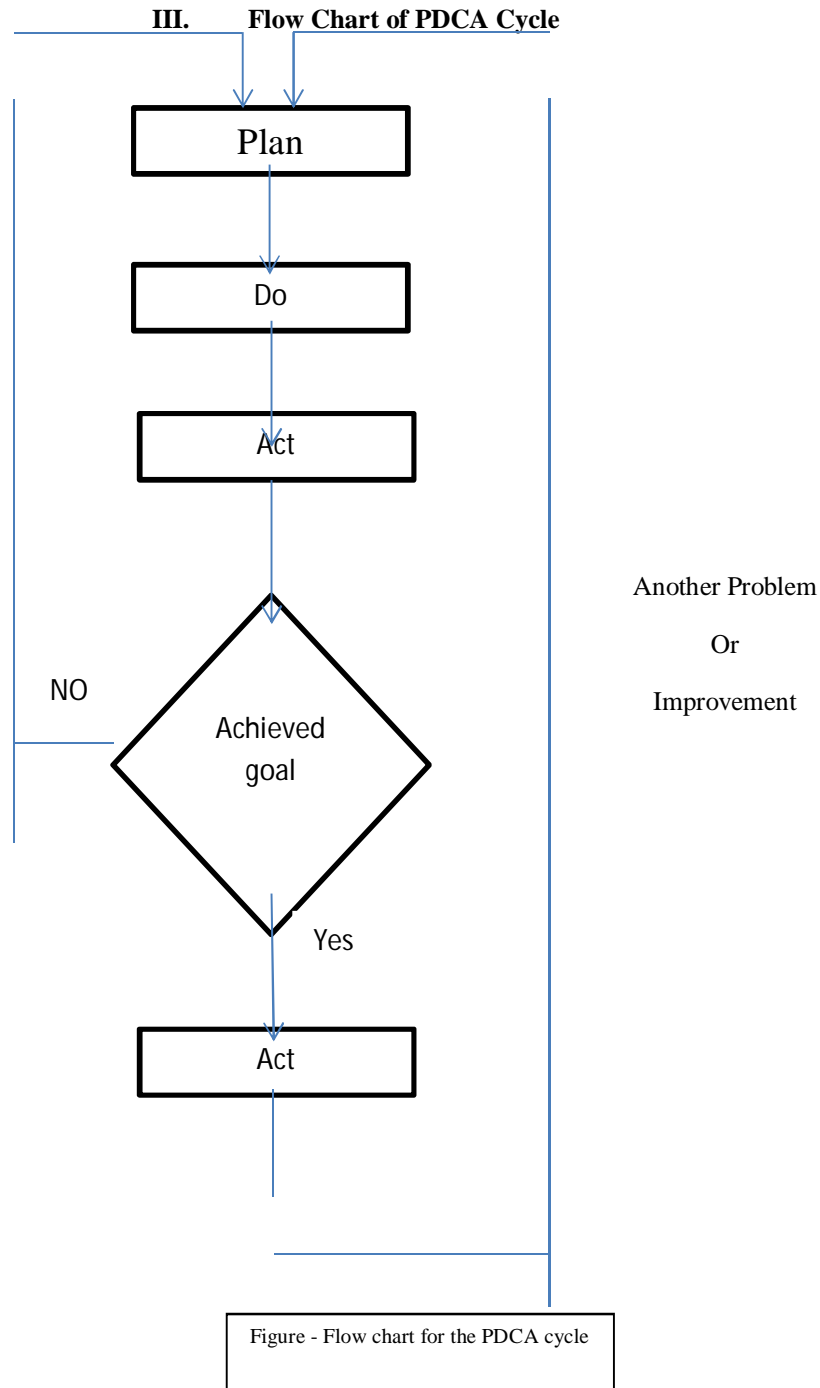 III. Flow Chart of PDCA Cycle
Plan
Do
Act
Another Problem
Or
Improvement
NO
Achieved
goal
Yes
Act
Figure - Flow chart for the PDCA cycle